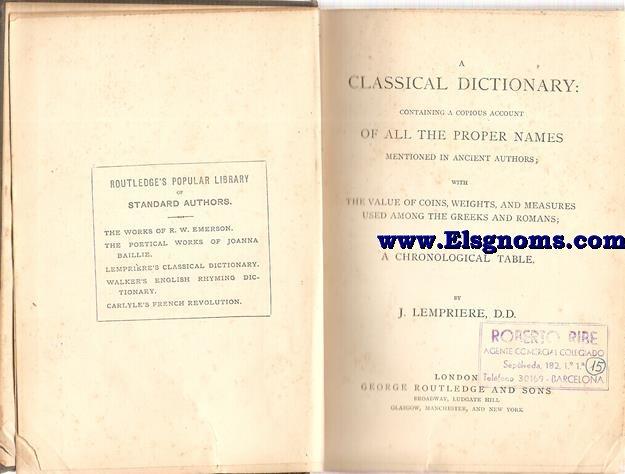 ROUTLEDGE'S POPULAR LIBRARY
OF
STANDARD AUTHORS.
THE WORKS OF R. W. EMERSON.
THE POETICAL WORKS OF JOANNA
BAILLIE.
LEMPRIÈRE'S CLASSICAL DICTIONARY.
WALKER'S ENGLISH RHYMING DIC-
TIONARY.
CARLYLE'S FRENCH REVOLUTION.
A
CLASSICAL DICTIONARY:
CONTAINING A COPIOUS ACCOUNT
OF ALL THE PROPER NAMES
MENTIONED IN ANCIENT AUTHORS;
WITH
THE VALUE OF COINS, WEIGHTS, AND MEASURES
USED AMONG THE GREEKS AND ROMANS;
www.Elsgnoms.com
A CHRONOLOGICAL TABLE.
BY
J. LEMPRIERE, D.D.
ROBERTO RIBE
AGENTE COMERCIAL COLEGIADO
Sepúlveda, 182, 1.º 1.ª
15
Teléfono 30169 - BARCELONA
LONDON
GEORGE ROUTLEDGE AND SONS
BROADWAY, LUDGATE HILL
GLASGOW, MANCHESTER, AND NEW YORK